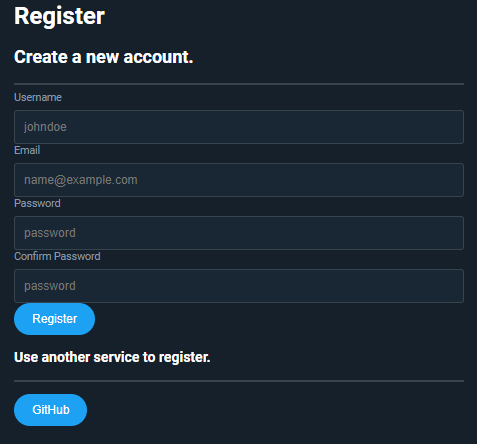 Register
Create a new account.
Username
johndoe
Email
name@example.com
Password
password
Confirm Password
password
Register
Use another service to register.
GitHub